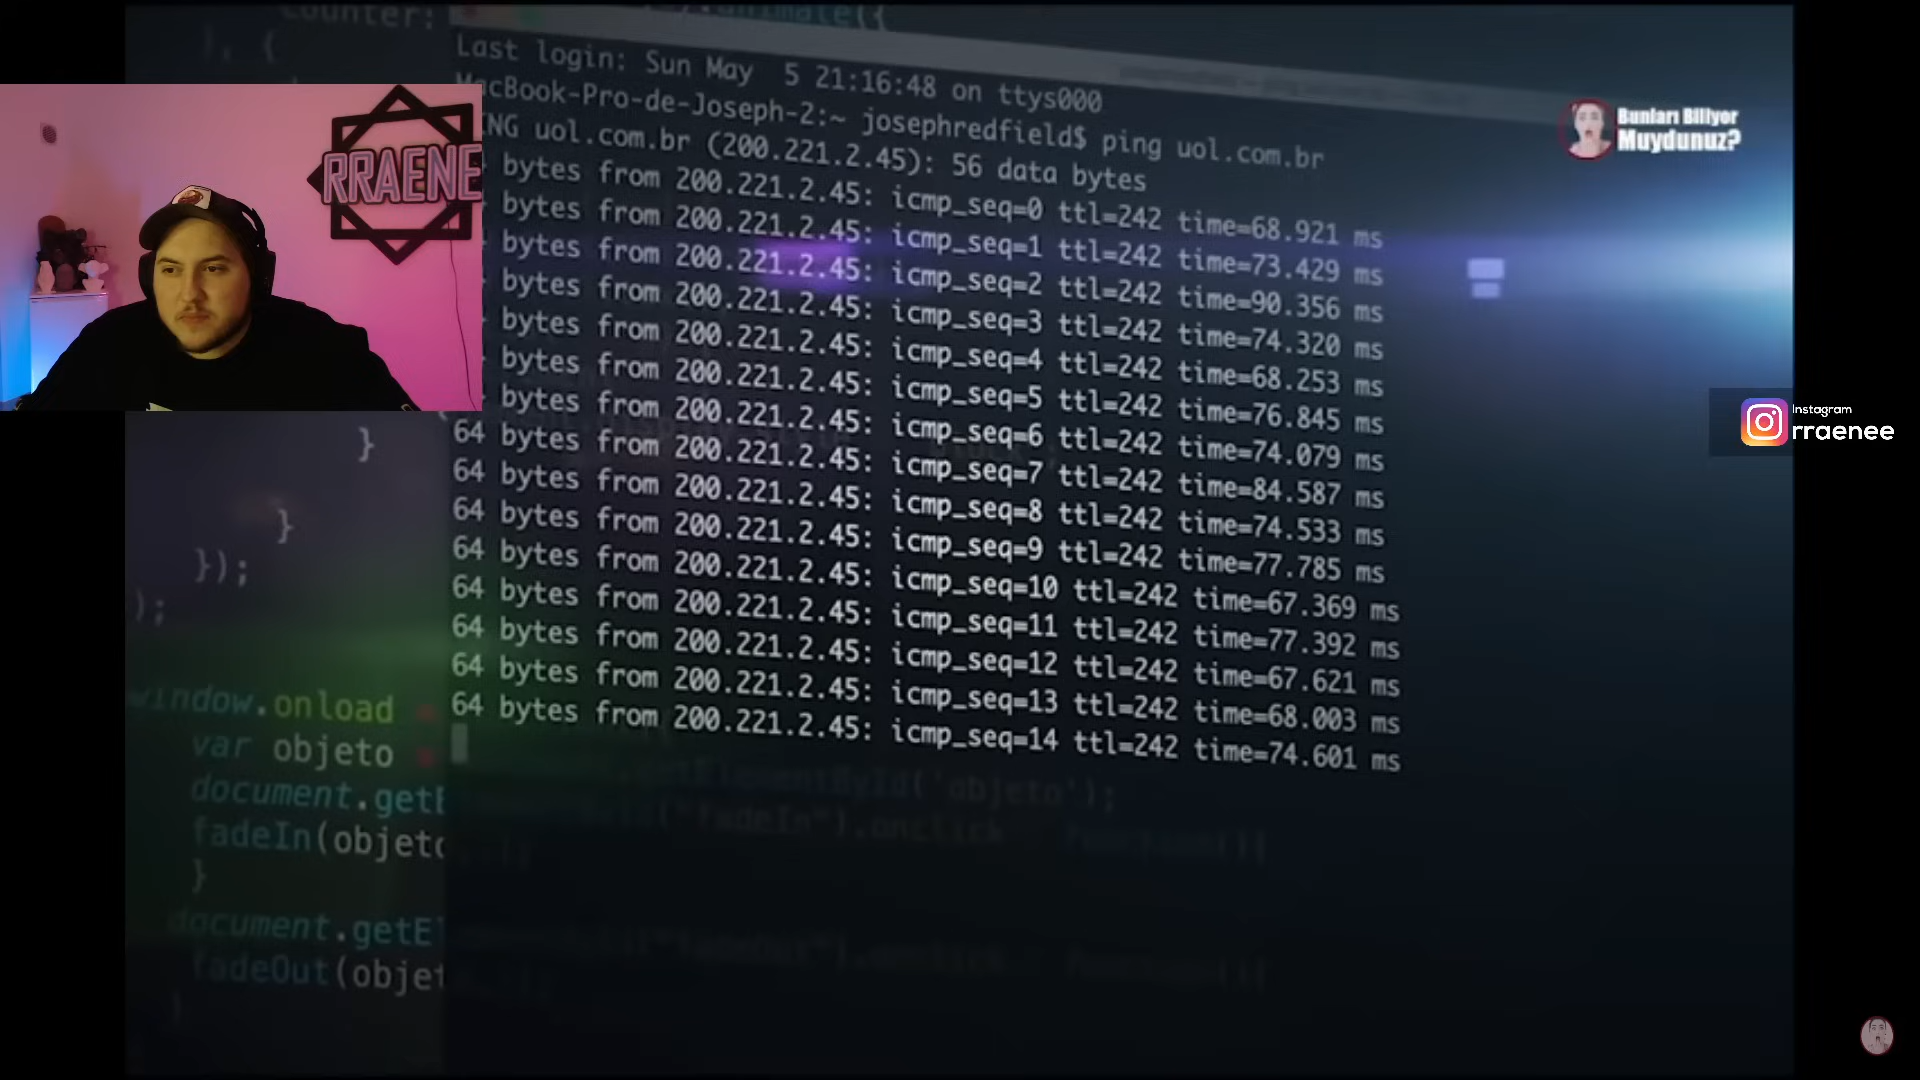 counter:
animate({
}, {
Last login: Sun May 5 21:16:48 on ttys000
MacBook-Pro-de-Joseph-2:~ josephredfield$ ping uol.com.br
uol.com.br (200.221.2.45): 56 data bytes
bytes from 200.221.2.45: icmp_seq=0 ttl=242 time=68.921 ms
bytes from 200.221.2.45: icmp_seq=1 ttl=242 time=73.429 ms
bytes from 200.221.2.45: icmp_seq=2 ttl=242 time=90.356 ms
bytes from 200.221.2.45: icmp_seq=3 ttl=242 time=74.320 ms
bytes from 200.221.2.45: icmp_seq=4 ttl=242 time=68.253 ms
bytes from 200.221.2.45: icmp_seq=5 ttl=242 time=76.845 ms
bytes from 200.221.2.45: icmp_seq=6 ttl=242 time=74.079 ms
64 bytes from 200.221.2.45: icmp_seq=7 ttl=242 time=84.587 ms
64 bytes from 200.221.2.45: icmp_seq=8 ttl=242 time=74.533 ms
64 bytes from 200.221.2.45: icmp_seq=9 ttl=242 time=77.785 ms
64 bytes from 200.221.2.45: icmp_seq=10 ttl=242 time=67.369 ms
64 bytes from 200.221.2.45: icmp_seq=11 ttl=242 time=77.392 ms
64 bytes from 200.221.2.45: icmp_seq=12 ttl=242 time=67.621 ms
64 bytes from 200.221.2.45: icmp_seq=13 ttl=242 time=68.003 ms
64 bytes from 200.221.2.45: icmp_seq=14 ttl=242 time=74.601 ms
RRAENE
Bunları Biliyor
Muydunuz?
Instagram
rraenee
}
}
});
);
window.onload =
var objeto =
document.getE
fadeIn(objeto
}
document.getEl
fadeOut(objet
.getElementById('objeto');
("fadeIn").onclick